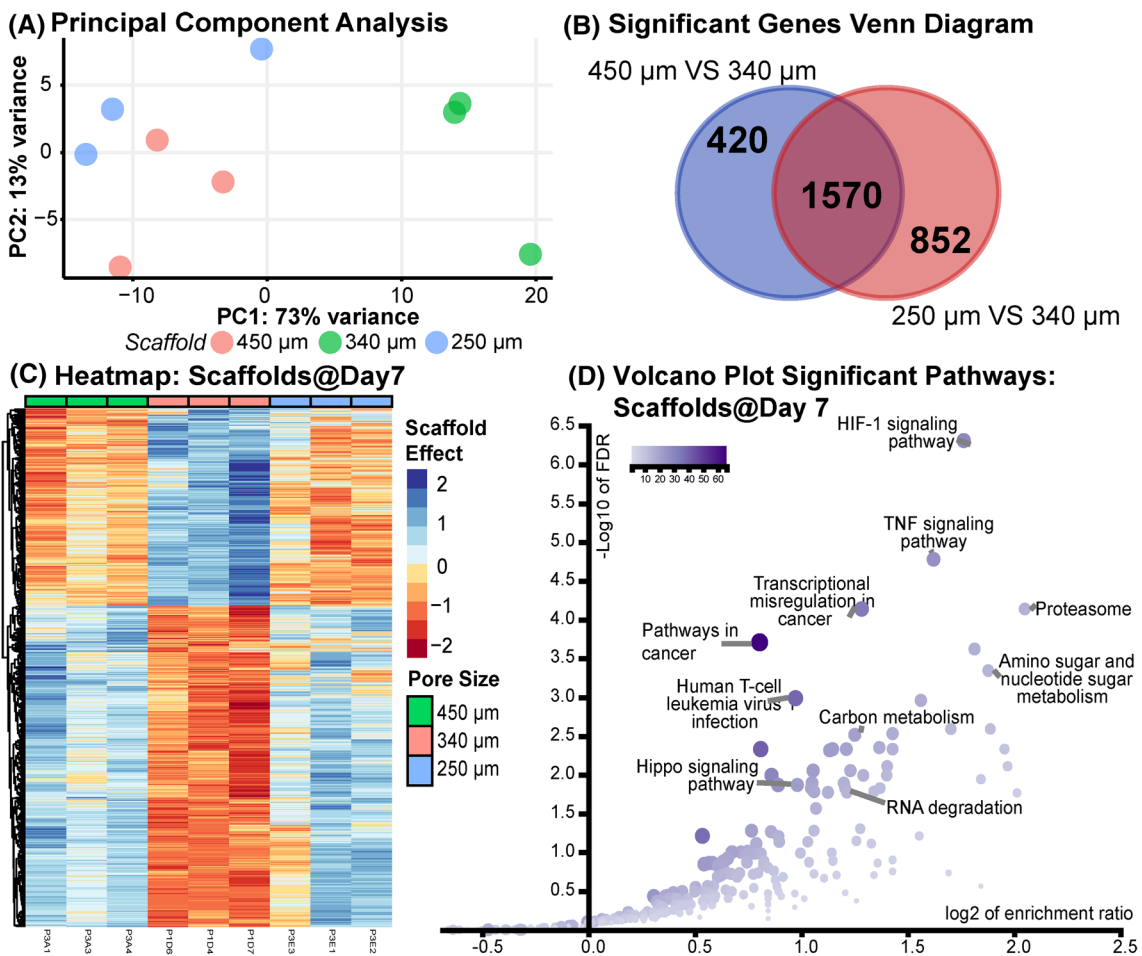 (A) Principal Component Analysis
PC2: 13% variance
5
0
−5
−10
0
10
20
PC1: 73% variance
Scaffold 450 µm 340 µm 250 µm
(B) Significant Genes Venn Diagram
450 µm VS 340 µm
420
1570
852
250 µm VS 340 µm
(C) Heatmap: Scaffolds@Day7
Scaffold
Effect
2
1
0
−1
−2
Pore Size
450 µm
340 µm
250 µm
P3A1
P3A3
P3A4
P1D6
P1D4
P1D7
P3E3
P3E1
P3E2
(D) Volcano Plot Significant Pathways:
Scaffolds@Day 7
-Log10 of FDR
6.5
6.0
5.5
5.0
4.5
4.0
3.5
3.0
2.5
2.0
1.5
1.0
0.5
10 20 30 40 50 60
HIF-1 signaling
pathway
TNF signaling
pathway
Transcriptional
misregulation in
cancer
Proteasome
Pathways in
cancer
Amino sugar and
nucleotide sugar
metabolism
Human T-cell
leukemia virus 1
infection
Carbon metabolism
Hippo signaling
pathway
RNA degradation
log2 of enrichment ratio
-0.5
0.0
0.5
1.0
1.5
2.0
2.5